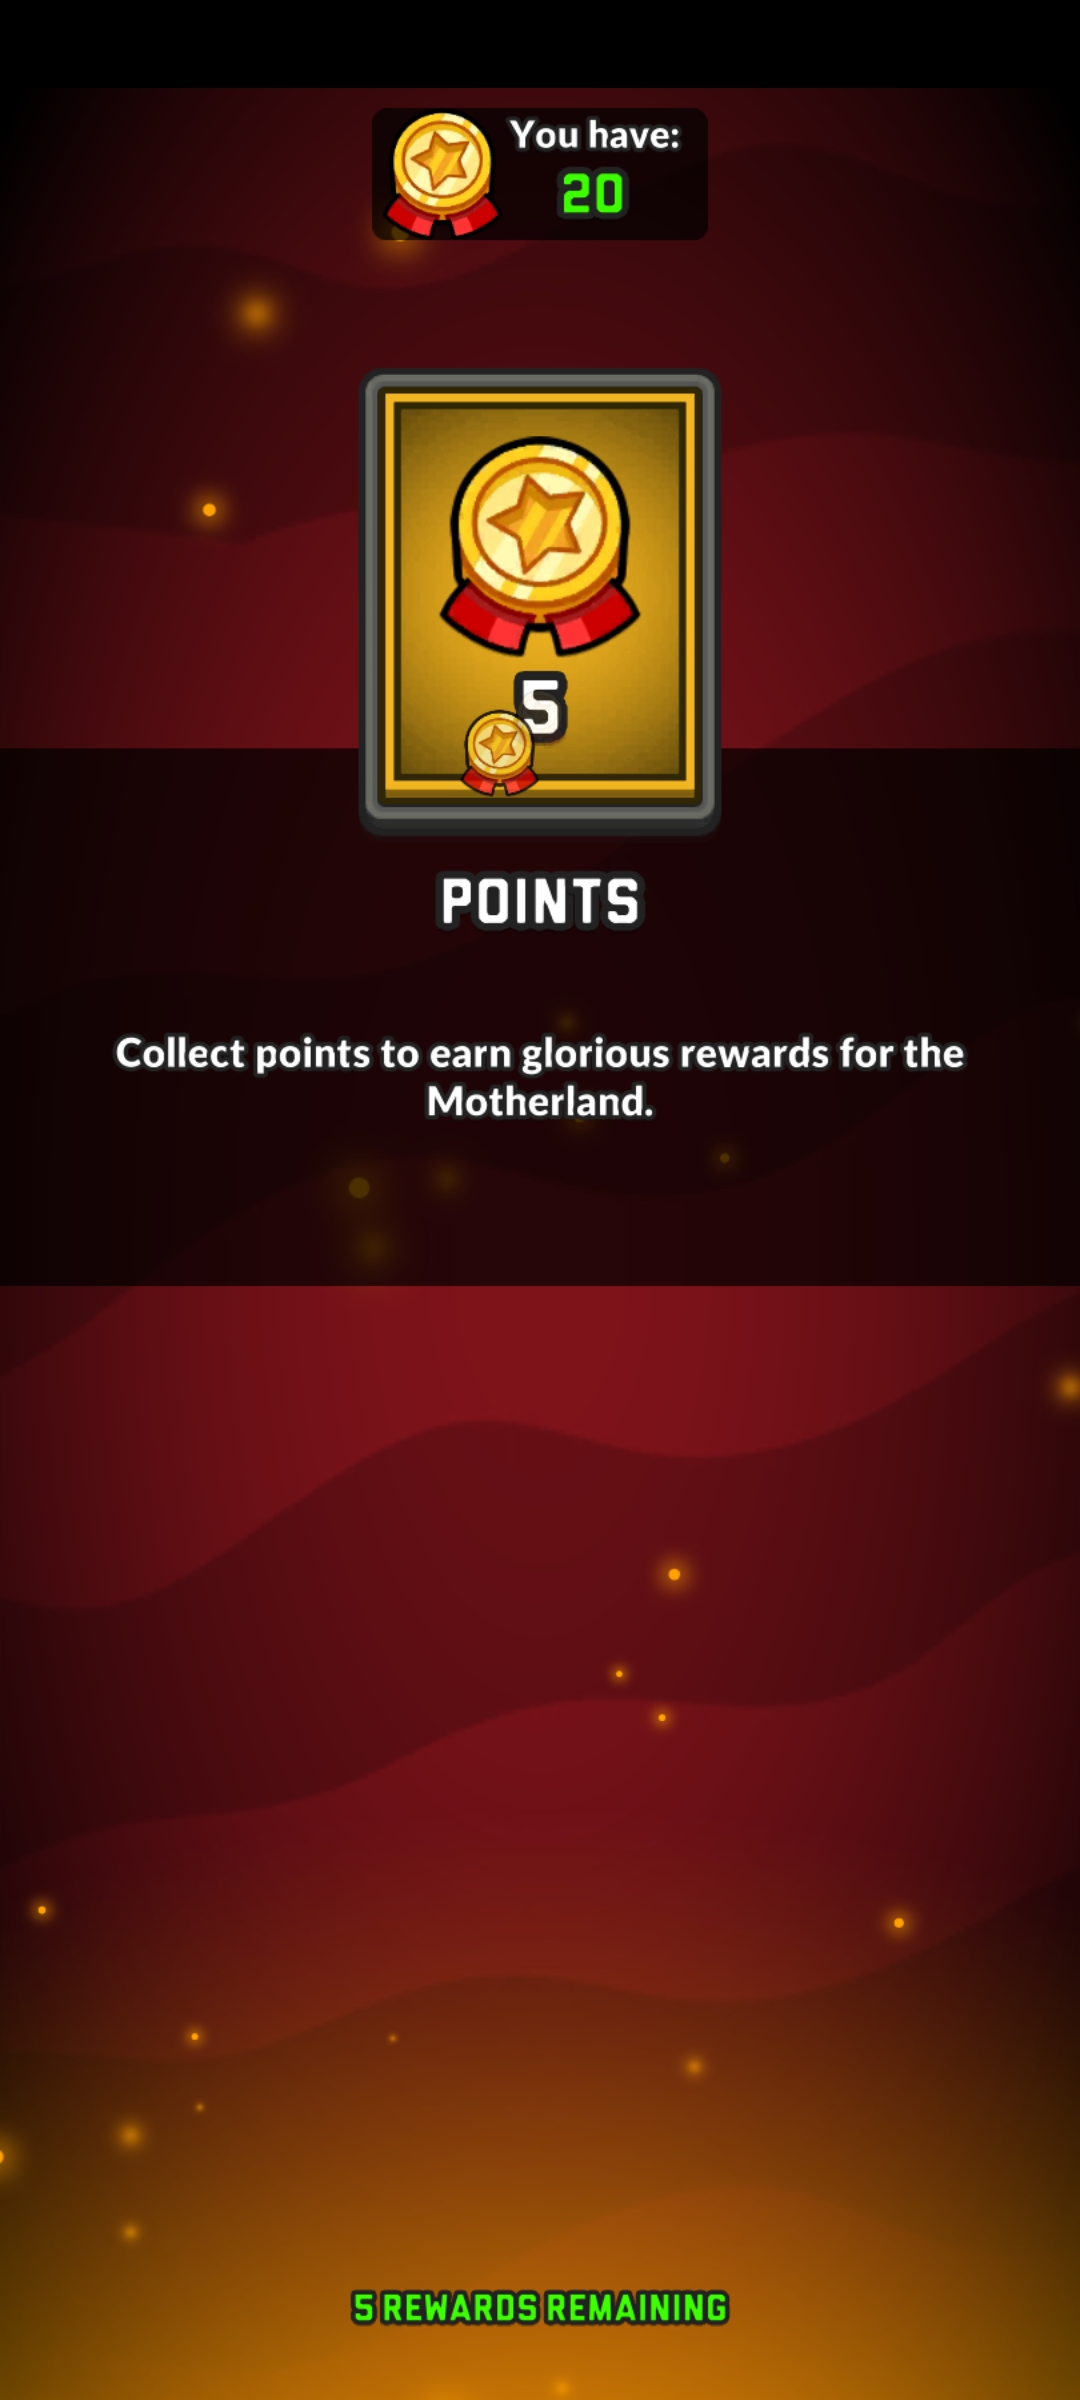 You have:
20
5
POINTS
Collect points to earn glorious rewards for the
Motherland.
5 REWARDS REMAINING